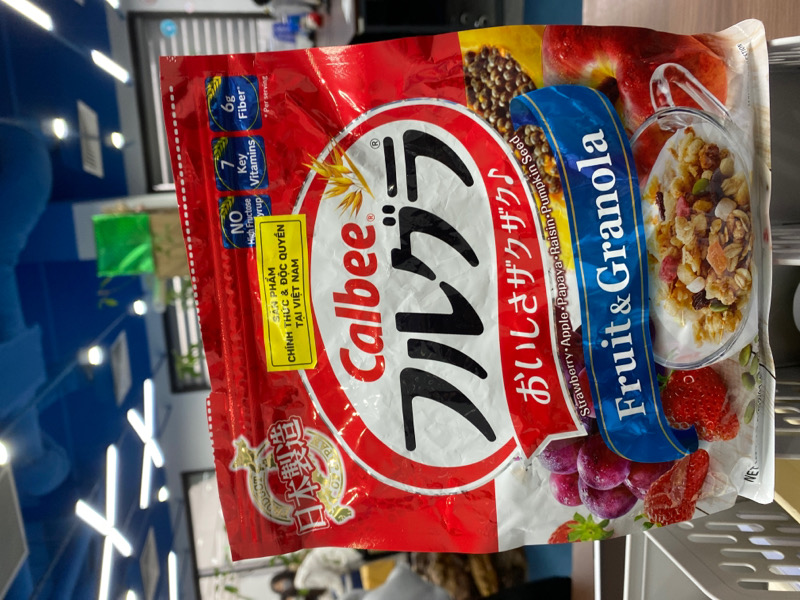 日本製造
SẢN PHẨM
CHÍNH THỨC & ĐỘC QUYỀN
TẠI VIỆT NAM
NO
High Fructose
7
Key
Vitamins
6g
Fiber*
* Per serving
Calbee®
フルグラ®
おいしさザクザク♪
Strawberry・Apple・Papaya・Raisin・Pumpkin Seed
Fruit & Granola
NET